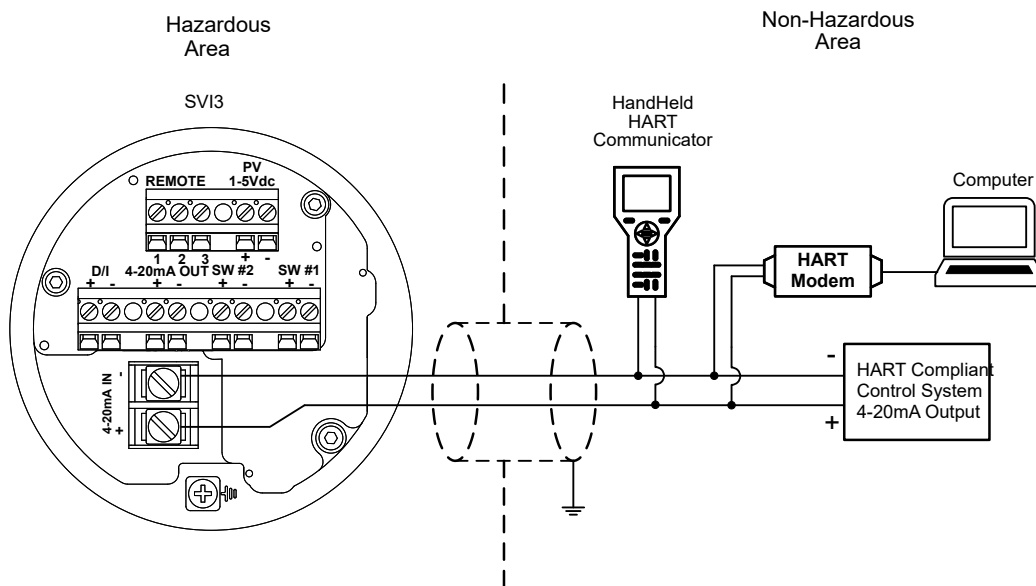 Hazardous
Area
Non-Hazardous
Area
SVI3
HandHeld
HART
Communicator
Computer
PV
REMOTE 1-5Vdc
1 2 3 + -
D/I 4-20mA OUT SW #2 SW #1
+ - + - + - + -
HART
Modem
4-20mA IN
-
+
-
+
HART Compliant
Control System
4-20mA Output